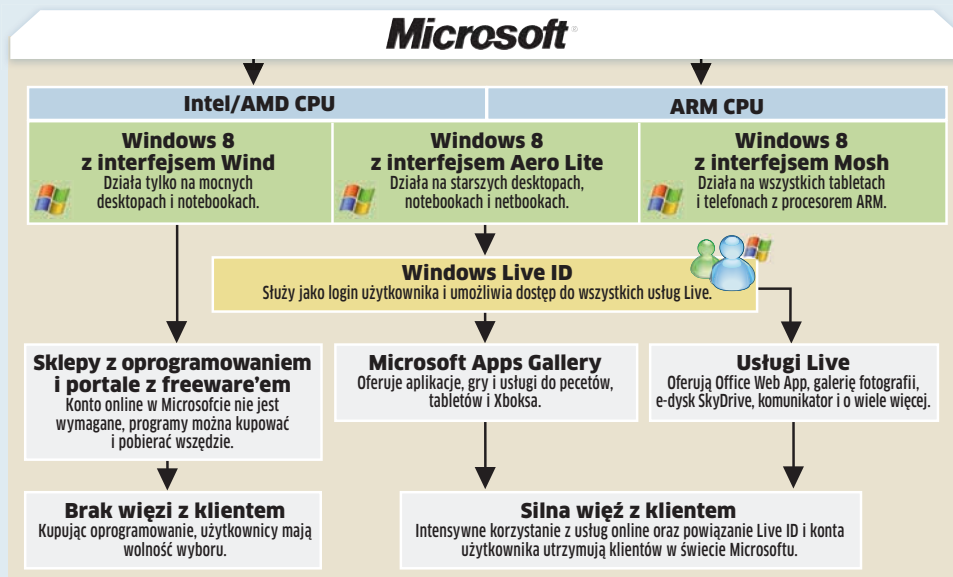 Microsoft
Intel/AMD CPU
ARM CPU
Windows 8
z interfejsem Wind
Działa tylko na mocnych
desktopach i notebookach.
Windows 8
z interfejsem Aero Lite
Działa na starszych desktopach,
notebookach i netbookach.
Windows 8
z interfejsem Mosh
Działa na wszystkich tabletach
i telefonach z procesorem ARM.
Windows Live ID
Służy jako login użytkownika i umożliwia dostęp do wszystkich usług Live.
Sklepy z oprogramowaniem
i portale z freeware’em
Konto online w Microsofcie nie jest
wymagane, programy można kupować
i pobierać wszędzie.
Microsoft Apps Gallery
Oferuje aplikacje, gry i usługi do pecetów,
tabletów i Xboksa.
Usługi Live
Oferują Office Web App, galerię fotografii,
e-dysk SkyDrive, komunikator i o wiele więcej.
Brak więzi z klientem
Kupując oprogramowanie, użytkownicy mają
wolność wyboru.
Silna więź z klientem
Intensywne korzystanie z usług online oraz powiązanie Live ID i konta
użytkownika utrzymują klientów w świecie Microsoftu.